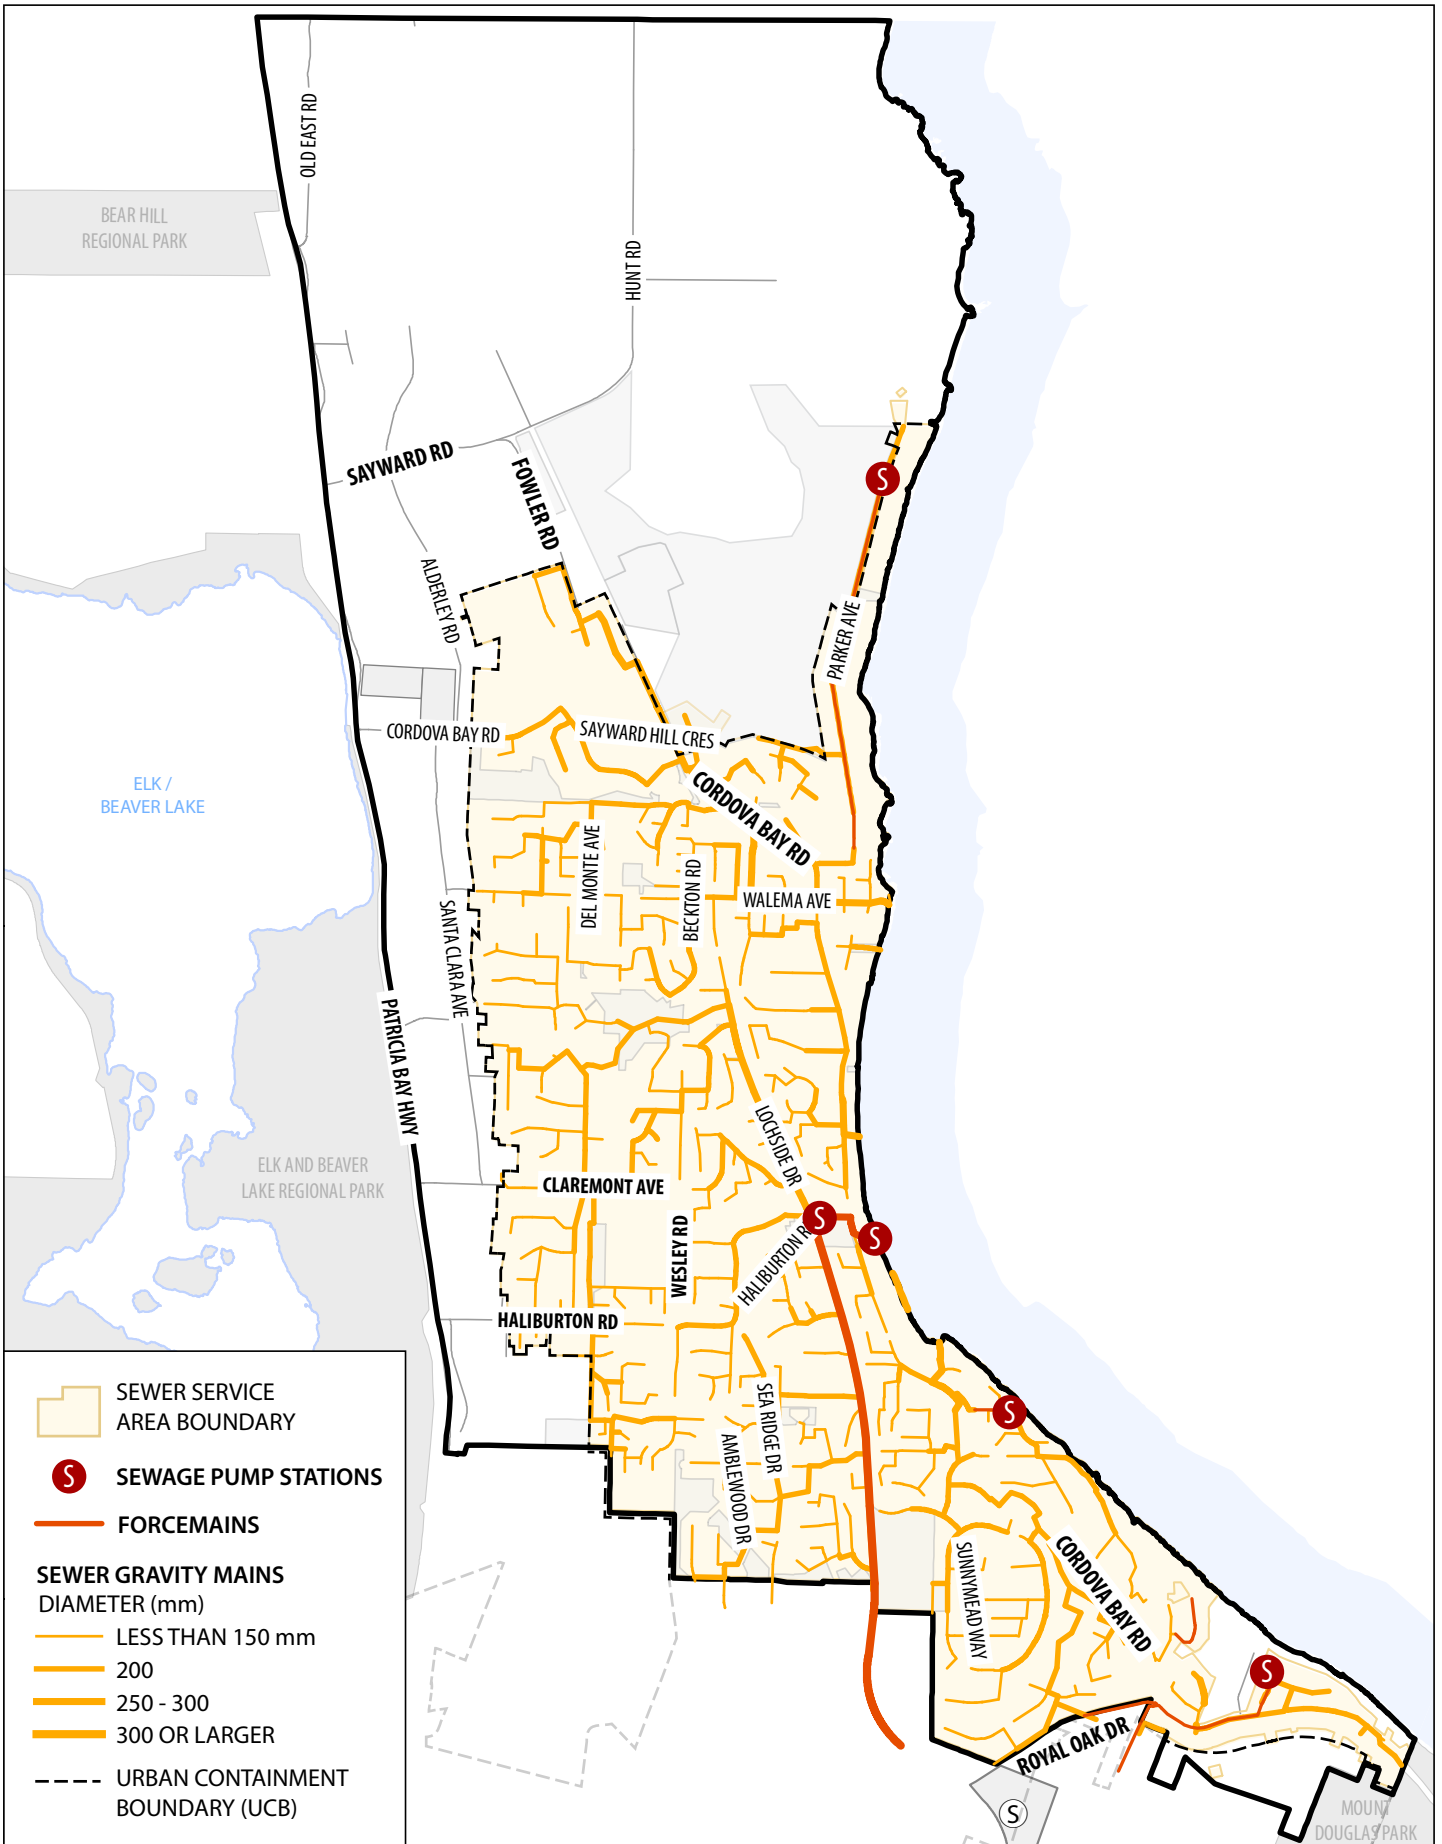 OLD EAST RD
BEAR HILL
REGIONAL PARK
HUNT RD
SAYWARD RD
FOWLER RD
S
ALDERLEY RD
PARKER AVE
CORDOVA BAY RD
SAYWARD HILL CRES
ELK /
BEAVER LAKE
CORDOVA BAY RD
DEL MONTE AVE
BECKTON RD
WALEMA AVE
SANTA CLARA AVE
PATRICIA BAY HWY
LOCHSIDE DR
ELK AND BEAVER
LAKE REGIONAL PARK
CLAREMONT AVE
WESLEY RD
S
S
HALIBURTON R
HALIBURTON RD
SEA RIDGE DR
AMBLEWOOD DR
S
SUNNYMEAD WAY
CORDOVA BAY RD
S
ROYAL OAK DR
S
MOUNT
DOUGLAS PARK
SEWER SERVICE
AREA BOUNDARY
S
SEWAGE PUMP STATIONS
FORCEMAINS
SEWER GRAVITY MAINS
DIAMETER (mm)
LESS THAN 150 mm
200
250 - 300
300 OR LARGER
URBAN CONTAINMENT
BOUNDARY (UCB)